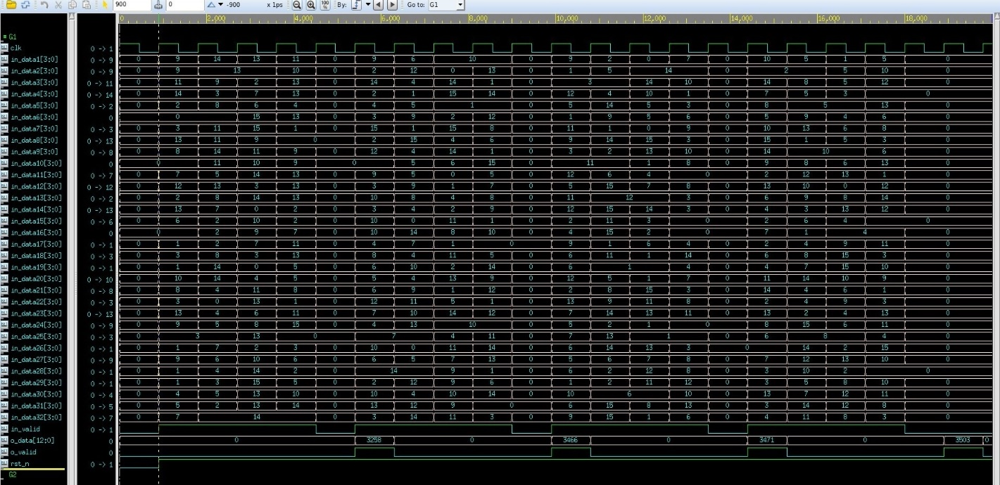 900 0 -900 x 1ps 100 By: Go to: G1
0 2,000 4,000 6,000 8,000 10,000 12,000 14,000 16,000 18,000
G1
clk 0 -> 1
in_data1[3:0] 0 -> 9 0 9 14 13 11 0 9 6 10 0 9 2 0 7 0 10 5 1 5 0
in_data2[3:0] 0 -> 9 0 9 13 10 0 2 12 0 13 0 1 5 14 0 2 5 10 0
in_data3[3:0] 0 -> 11 0 11 9 2 13 0 14 4 14 1 0 3 14 10 0 14 8 5 12 0
in_data4[3:0] 0 -> 14 0 14 3 7 13 0 2 1 15 14 0 12 4 10 1 0 7 5 3 0
in_data5[3:0] 0 -> 2 0 2 8 6 4 0 4 5 1 0 5 14 5 3 0 8 5 13 0
in_data6[3:0] 0 0 15 13 0 3 9 2 12 0 1 9 5 6 0 5 9 4 6 0
in_data7[3:0] 0 -> 3 0 3 11 15 1 0 15 1 15 8 0 11 1 0 9 0 10 13 6 8 0
in_data8[3:0] 0 -> 13 0 13 11 9 0 2 15 4 6 0 9 14 15 3 0 15 1 5 3 0
in_data9[3:0] 0 -> 8 0 8 14 11 9 0 12 4 14 1 0 3 2 13 10 0 14 10 6 0
in_data10[3:0] 0 0 11 10 9 0 5 6 15 0 11 1 8 0 9 8 6 13 0
in_data11[3:0] 0 -> 7 0 7 5 14 13 0 9 5 0 5 0 12 6 4 0 2 12 13 1 0
in_data12[3:0] 0 -> 12 0 12 13 3 13 0 3 9 1 7 0 5 15 7 8 0 13 10 0 12 0
in_data13[3:0] 0 -> 2 0 2 8 14 13 0 10 8 4 8 0 11 12 3 0 6 9 8 14 0
in_data14[3:0] 0 -> 13 0 13 7 0 2 0 3 4 2 9 0 12 15 14 3 0 4 3 13 12 0
in_data15[3:0] 0 -> 6 0 6 2 10 2 0 10 0 11 1 0 2 11 3 0 2 6 4 0
in_data16[3:0] 0 0 2 9 7 0 10 14 8 10 0 4 15 2 0 7 1 4 0
in_data17[3:0] 0 -> 1 0 1 2 7 11 0 4 7 1 0 9 1 6 4 0 2 4 9 11 0
in_data18[3:0] 0 -> 3 0 3 8 3 13 0 8 4 11 5 0 6 11 1 14 0 6 8 15 3 0
in_data19[3:0] 0 -> 1 0 1 14 0 5 0 6 10 2 14 0 6 1 4 0 4 7 15 10 0
in_data20[3:0] 0 -> 10 0 10 14 4 5 0 5 4 13 9 0 12 5 1 7 0 11 14 10 9 0
in_data21[3:0] 0 -> 8 0 8 4 11 8 0 6 9 1 12 0 2 8 15 3 0 14 4 6 1 0
in_data22[3:0] 0 -> 3 0 3 0 13 1 0 12 11 5 1 0 13 9 11 8 0 2 4 9 3 0
in_data23[3:0] 0 -> 13 0 13 4 6 11 0 7 10 14 12 0 7 14 13 11 0 13 2 4 13 0
in_data24[3:0] 0 -> 9 0 9 5 8 15 0 4 13 10 0 5 2 1 0 8 15 6 11 0
in_data25[3:0] 0 -> 3 0 3 13 0 7 4 11 0 7 13 1 0 6 8 4 0
in_data26[3:0] 0 -> 1 0 1 7 2 3 0 10 0 11 14 0 6 14 13 3 0 14 2 15 0
in_data27[3:0] 0 -> 9 0 9 6 10 6 0 6 5 7 13 0 5 6 7 8 0 7 12 13 10 0
in_data28[3:0] 0 -> 1 0 1 4 14 2 0 14 9 1 0 6 2 12 8 0 3 10 2 0
in_data29[3:0] 0 -> 1 0 1 3 15 5 0 2 12 9 6 0 1 2 11 12 0 3 5 8 10 0
in_data30[3:0] 0 -> 4 0 4 5 13 10 0 10 4 10 14 0 10 6 10 0 13 7 12 11 0
in_data31[3:0] 0 -> 5 0 5 2 13 14 0 13 12 9 0 6 15 8 13 0 3 14 12 8 0
in_data32[3:0] 0 -> 7 0 7 14 0 3 14 11 3 0 9 15 1 6 0 4 11 8 3 0
in_valid 0 -> 1
o_data[12:0] 0 0 3258 0 3466 0 3471 0 3503 0
o_valid 0
rst_n 0 -> 1
G2